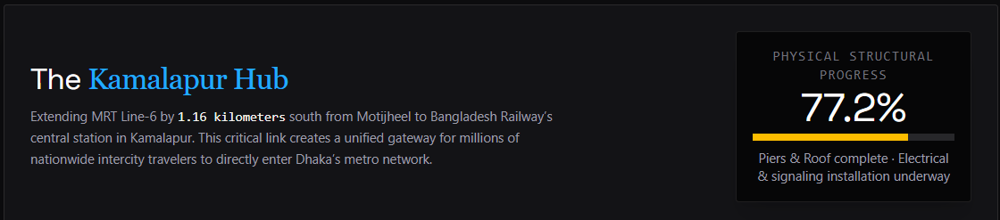 The Kamalapur Hub
Extending MRT Line-6 by 1.16 kilometers south from Motijheel to Bangladesh Railway's
central station in Kamalapur. This critical link creates a unified gateway for millions of
nationwide intercity travelers to directly enter Dhaka's metro network.
PHYSICAL STRUCTURAL
PROGRESS
77.2%
Piers & Roof complete · Electrical
& signaling installation underway